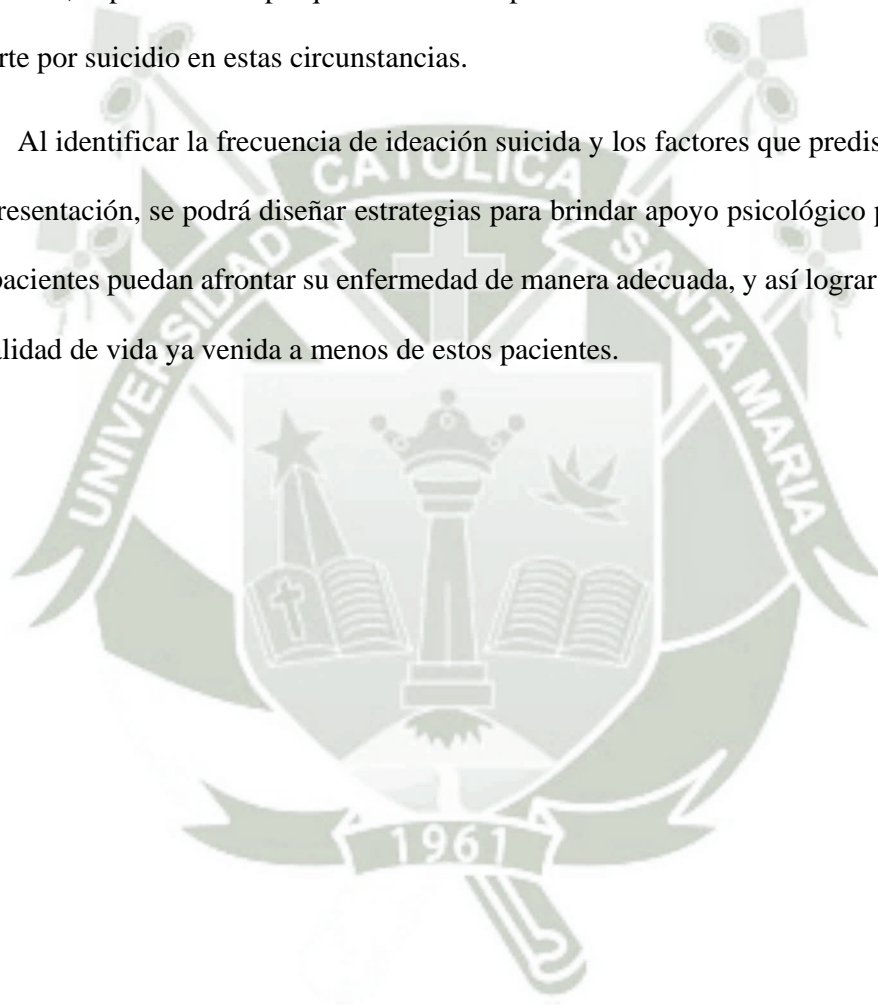 por suicidio en estas circunstancias.
Al identificar la frecuencia de ideación suicida y los factores que
se podrá diseñar estrategias para brindar apoyo psicológico
pacientes puedan afrontar su enfermedad de manera adecuada, y así lograr
de vida ya venida a menos de estos pacientes.
UNIVERSIDAD CATOLICA SANTA MARIA
1961